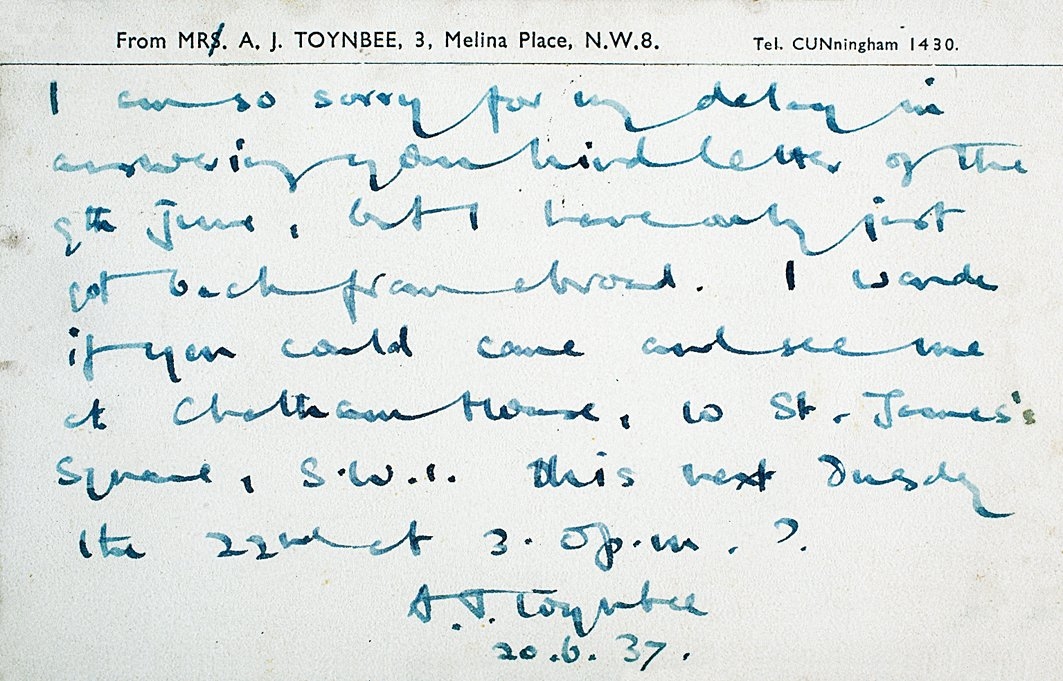 From MRS. A. J. TOYNBEE, 3, Melina Place, N.W.8. Tel. CUNningham 1430.
I am so sorry for my delay in
answering your kind letter of the
9th June, but I have only just
got back from abroad. I wonder
if you could come and see me
at Chatham House, 10 St. James's
Square, S.W.1. this next Tuesday
the 22nd at 3.0 p.m.?
A.J. Toynbee
20.6.37.